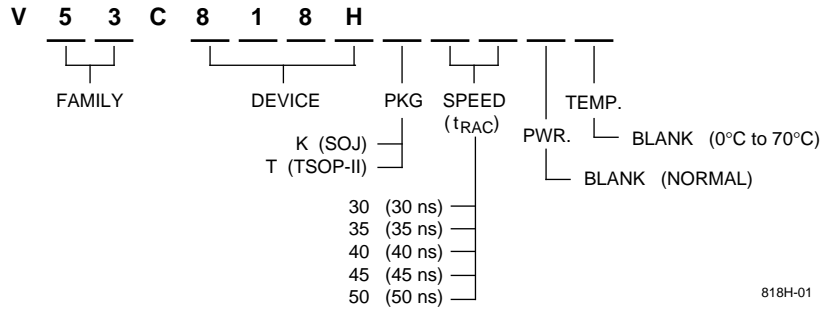 V 5 3 C 8 1 8 H
FAMILY DEVICE PKG SPEED TEMP.
(tRAC) PWR.
K (SOJ) BLANK (0°C to 70°C)
T (TSOP-II)
BLANK (NORMAL)
30 (30 ns)
35 (35 ns)
40 (40 ns)
45 (45 ns)
50 (50 ns)
818H-01